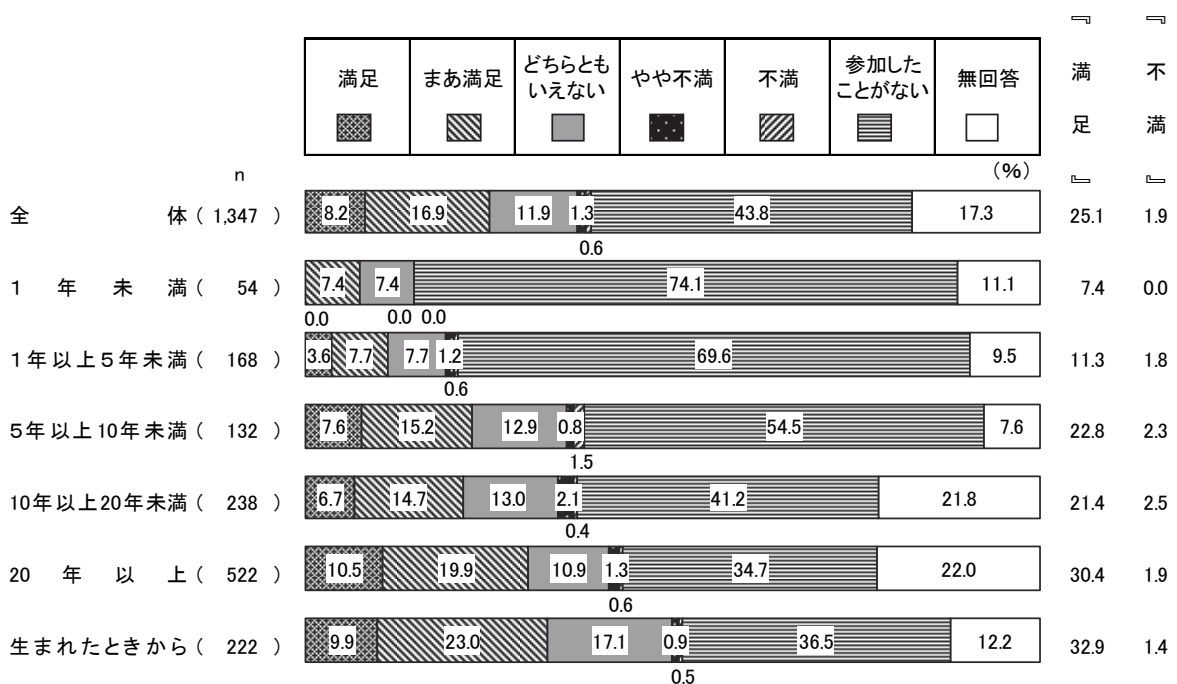 『満足』 『不満』
満足 まあ満足 どちらともいえない やや不満 不満 参加したことがない 無回答
(%)
n
全体 ( 1,347 ) 8.2 16.9 11.9 1.3 43.8 17.3 25.1 1.9
0.6
1年未満 ( 54 ) 7.4 7.4 74.1 11.1 7.4 0.0
0.0 0.0 0.0
1年以上5年未満 ( 168 ) 3.6 7.7 7.7 1.2 69.6 9.5 11.3 1.8
0.6
5年以上10年未満 ( 132 ) 7.6 15.2 12.9 0.8 54.5 7.6 22.8 2.3
1.5
10年以上20年未満 ( 238 ) 6.7 14.7 13.0 2.1 41.2 21.8 21.4 2.5
0.4
20年以上 ( 522 ) 10.5 19.9 10.9 1.3 34.7 22.0 30.4 1.9
0.6
生まれたときから ( 222 ) 9.9 23.0 17.1 0.9 36.5 12.2 32.9 1.4
0.5